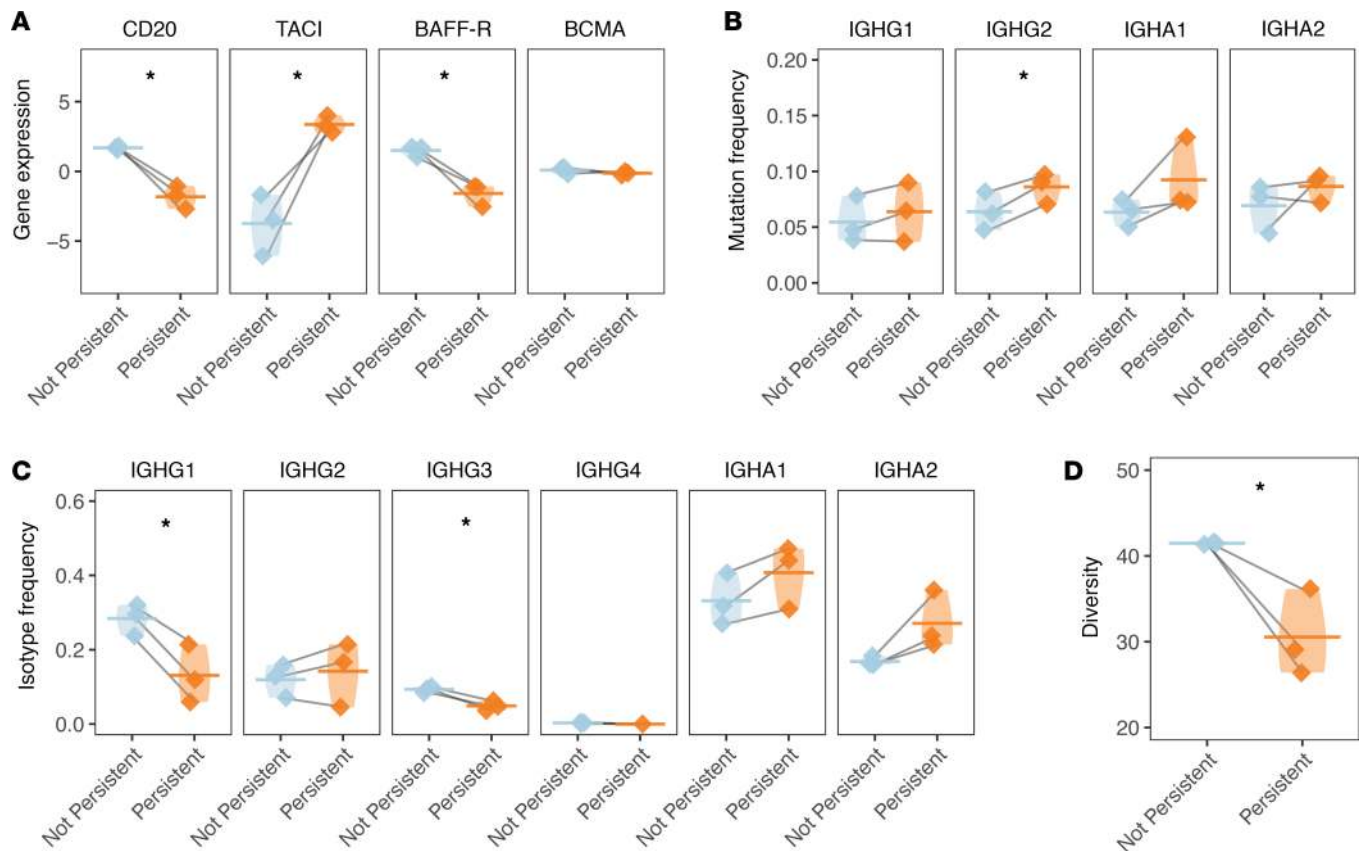 A
CD20 TACI BAFF-R BCMA
* * *
Gene expression
5
0
−5
Not Persistent Persistent Not Persistent Persistent Not Persistent Persistent Not Persistent Persistent
B
IGHG1 IGHG2 IGHA1 IGHA2
*
Mutation frequency
0.20
0.15
0.10
0.05
0.00
Not Persistent Persistent Not Persistent Persistent Not Persistent Persistent Not Persistent Persistent
C
IGHG1 IGHG2 IGHG3 IGHG4 IGHA1 IGHA2
* *
Isotype frequency
0.6
0.4
0.2
0.0
Not Persistent Persistent Not Persistent Persistent Not Persistent Persistent Not Persistent Persistent Not Persistent Persistent Not Persistent Persistent
D
*
Diversity
50
40
30
20
Not Persistent Persistent